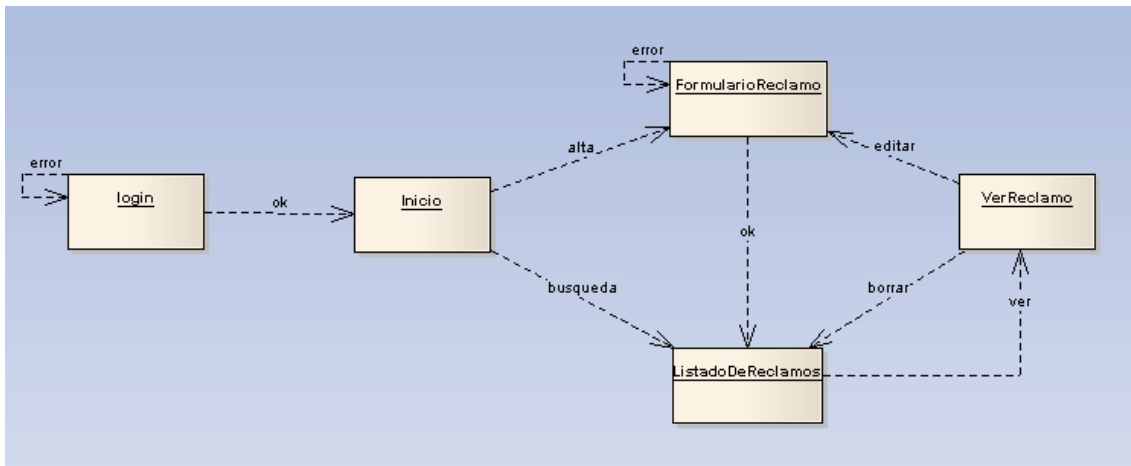 error
FormularioReclamo
alta
editar
error
login
ok
Inicio
VerReclamo
ok
busqueda
borrar
ver
ListadoDeReclamos